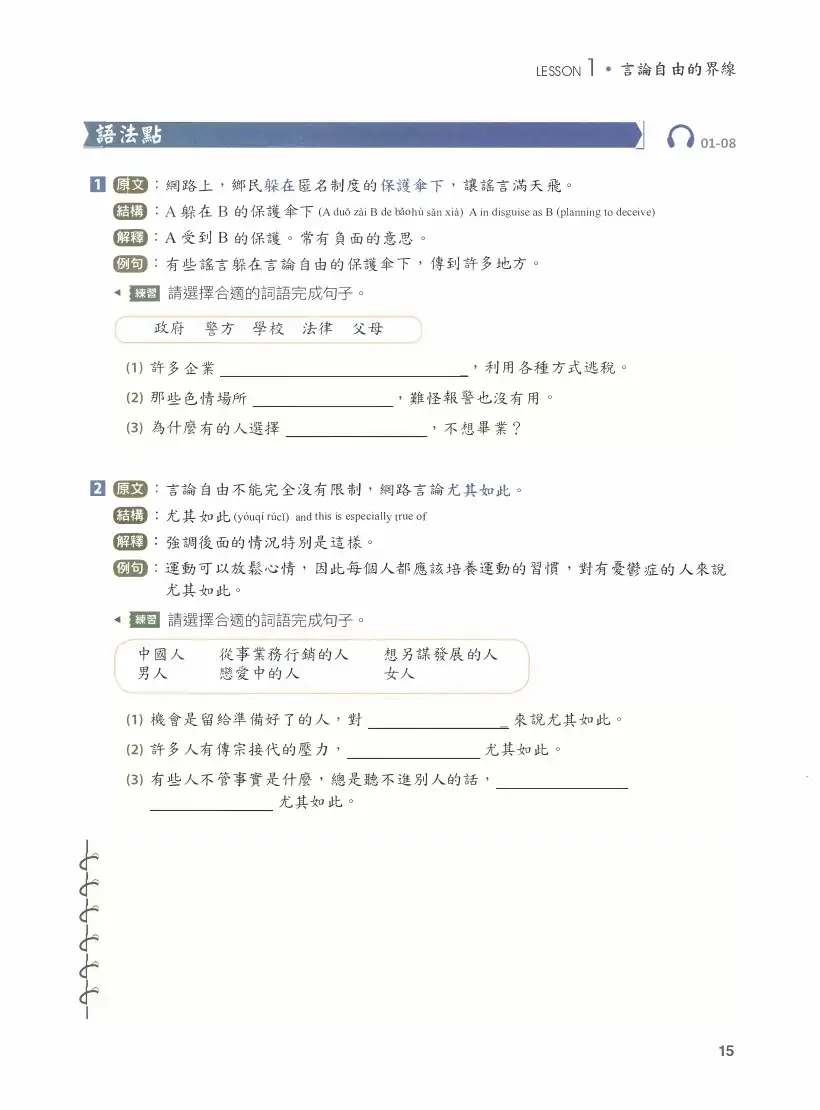 LESSON 1 • 言論自由的界線
語法點
01-08
1 原文：網路上，鄉民躲在匿名制度的保護傘下，讓謠言滿天飛。
結構：A 躲在 B 的保護傘下 (A duǒ zài B de bǎohù sǎn xià) A in disguise as B (planning to deceive)
解釋：A 受到 B 的保護。常有負面的意思。
例句：有些謠言躲在言論自由的保護傘下，傳到許多地方。
練習 請選擇合適的詞語完成句子。
政府 警方 學校 法律 父母
(1) 許多企業 ____________________，利用各種方式逃稅。
(2) 那些色情場所 ____________，難怪報警也沒有用。
(3) 為什麼有的人選擇 ____________，不想畢業？
2 原文：言論自由不能完全沒有限制，網路言論尤其如此。
結構：尤其如此 (yóuqí rúcǐ) and this is especially true of
解釋：強調後面的情況特別是這樣。
例句：運動可以放鬆心情，因此每個人都應該培養運動的習慣，對有憂鬱症的人來說
尤其如此。
練習 請選擇合適的詞語完成句子。
中國人 從事業務行銷的人 想另謀發展的人
男人 戀愛中的人 女人
(1) 機會是留給準備好了的人，對 ____________ 來說尤其如此。
(2) 許多人有傳宗接代的壓力，____________ 尤其如此。
(3) 有些人不管事實是什麼，總是聽不進別人的話，____________
____________ 尤其如此。
15